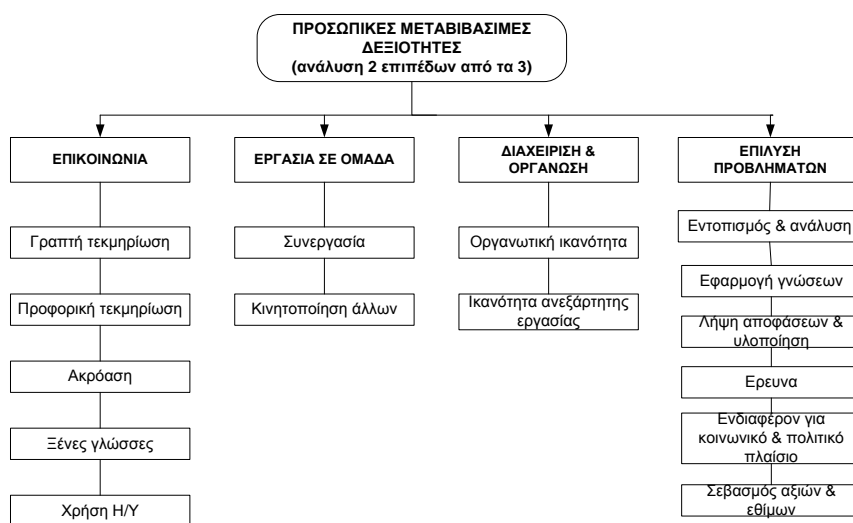 ΠΡΟΣΩΠΙΚΕΣ ΜΕΤΑΒΙΒΑΣΙΜΕΣ
ΔΕΞΙΟΤΗΤΕΣ
(ανάλυση 2 επιπέδων από τα 3)
ΕΠΙΚΟΙΝΩΝΙΑ
Γραπτή τεκμηρίωση
Προφορική τεκμηρίωση
Ακρόαση
Ξένες γλώσσες
Χρήση Η/Υ
ΕΡΓΑΣΙΑ ΣΕ ΟΜΑΔΑ
Συνεργασία
Κινητοποίηση άλλων
ΔΙΑΧΕΙΡΙΣΗ &
ΟΡΓΑΝΩΣΗ
Οργανωτική ικανότητα
Ικανότητα ανεξάρτητης
εργασίας
ΕΠΙΛΥΣΗ
ΠΡΟΒΛΗΜΑΤΩΝ
Εντοπισμός & ανάλυση
Εφαρμογή γνώσεων
Λήψη αποφάσεων &
υλοποίηση
Ερευνα
Ενδιαφέρον για
κοινωνικό & πολιτικό
πλαίσιο
Σεβασμός αξιών &
εθίμων